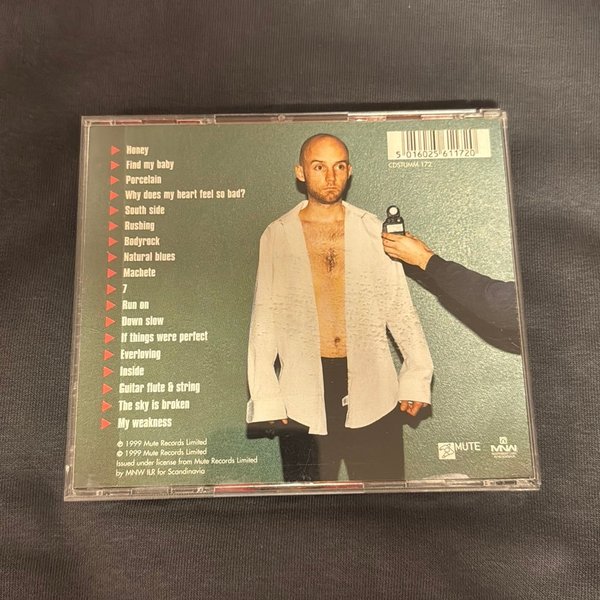 Honey
Find my baby
Porcelain
Why does my heart feel so bad?
South side
Rushing
Bodyrock
Natural blues
Machete
7
Run on
Down slow
If things were perfect
Everloving
Inside
Guitar flute & string
The sky is broken
My weakness
℗ 1999 Mute Records Limited
© 1999 Mute Records Limited
Issued under license from Mute Records Limited
by MNW ILR for Scandinavia
5 016025 611720
CDSTUMM 172
MUTE
MNW